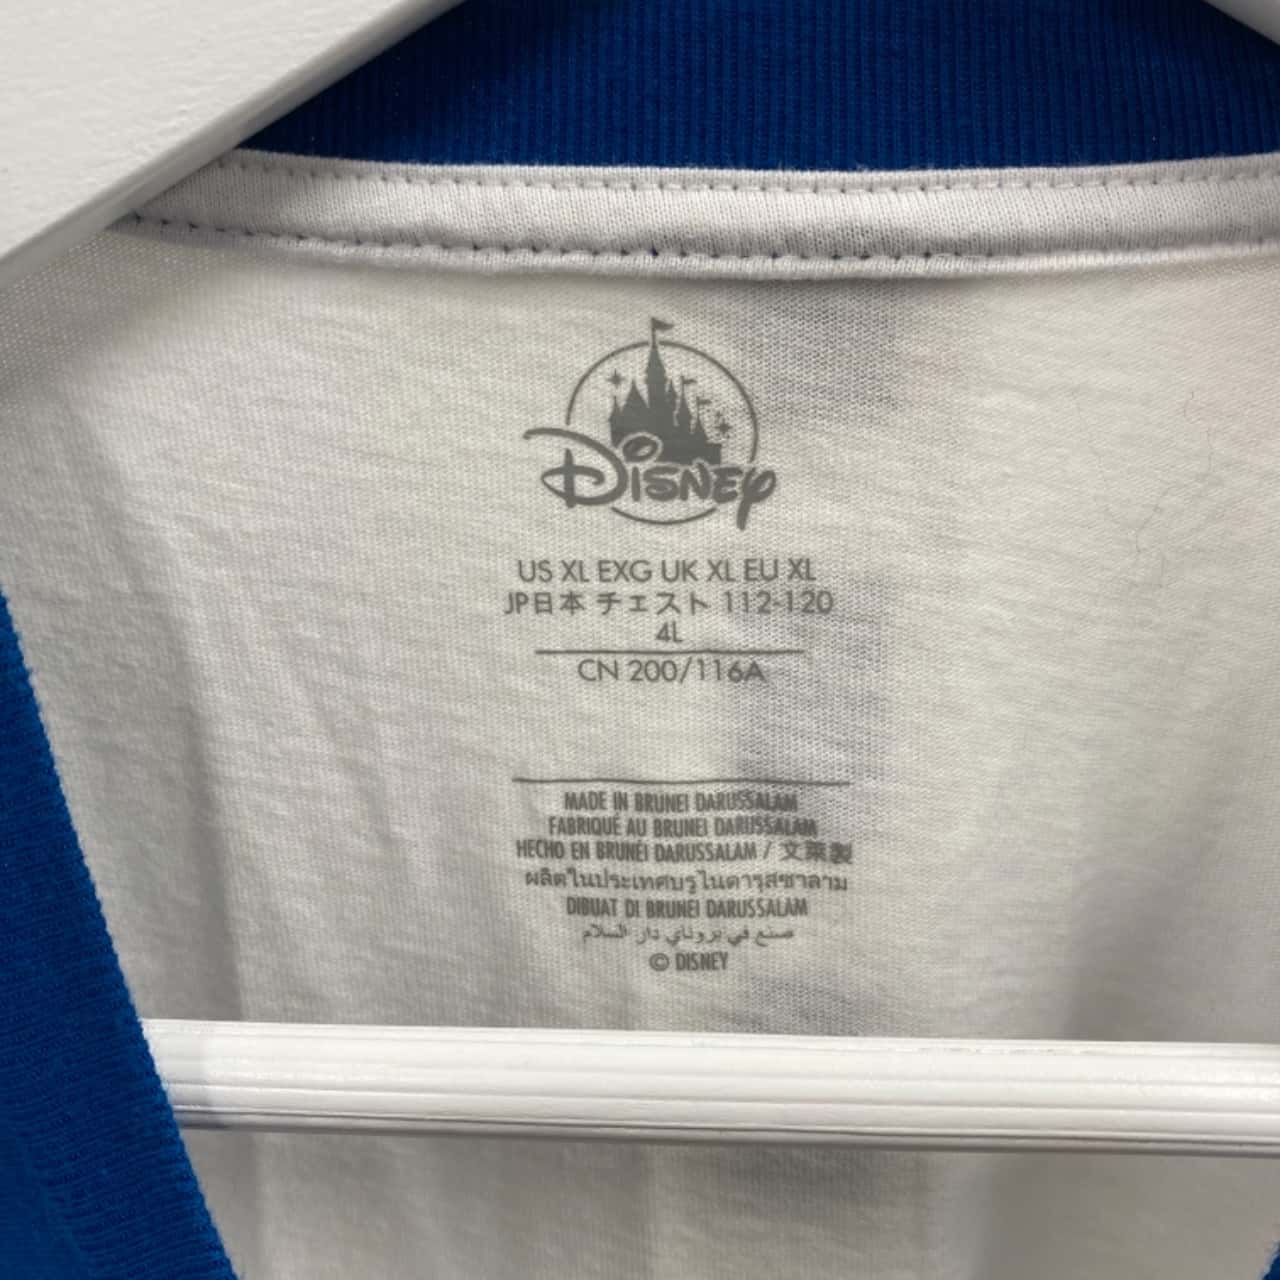 Disney
US XL EXG UK XL EU XL
JP日本 チェスト 112-120
4L
CN 200/116A
MADE IN BRUNEI DARUSSALAM
FABRIQUÉ AU BRUNEI DARUSSALAM
HECHO EN BRUNÉI DARUSSALAM / 文萊製
ผลิตในประเทศบรูไนดารุสซาลาม
DIBUAT DI BRUNEI DARUSSALAM
صنع في بروناي دار السلام
© DISNEY